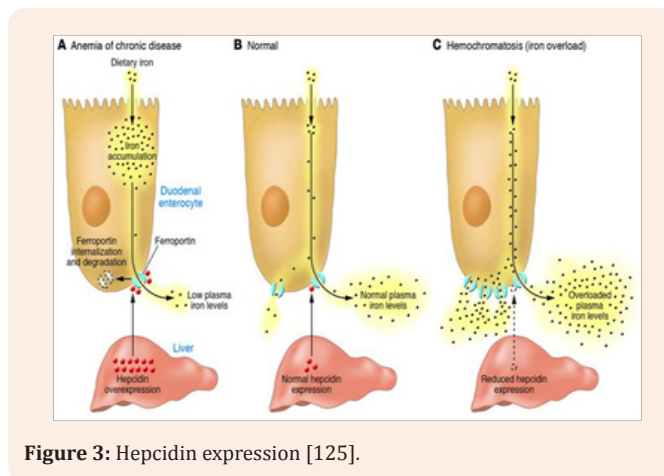 A Anemia of chronic disease
Dietary iron
Iron
accumulation
Duodenal
enterocyte
Ferroportin
internalization
and degradation
Ferroportin
Low plasma
iron levels
Liver
Hepcidin
overexpression
B Normal
Normal plasma
iron levels
Normal hepcidin
expression
C Hemochromatosis (iron overload)
Overloaded
plasma
iron levels
Reduced hepcidin
expression
Figure 3: Hepcidin expression [125].